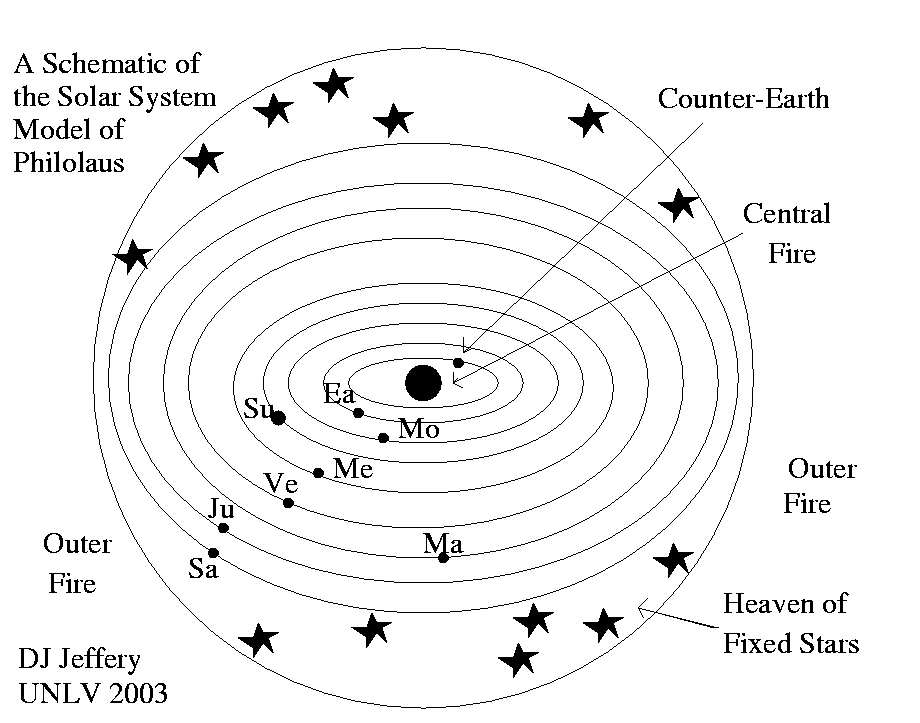 A Schematic of
the Solar System
Model of
Philolaus
Counter-Earth
Central
Fire
Ea
Su
Mo
Me
Ve
Ju
Ma
Sa
Outer
Fire
Outer
Fire
Heaven of
Fixed Stars
DJ Jeffery
UNLV 2003